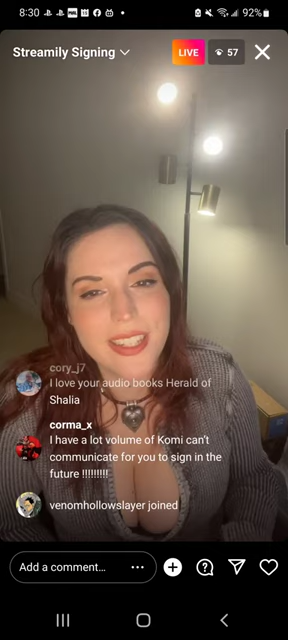 8:30
92%
Streamily Signing
LIVE
57
cory_j7
I love your audio books Herald of
Shalia
corma_x
I have a lot volume of Komi can't
communicate for you to sign in the
future !!!!!!!!!
venomhollowslayer joined
Add a comment...